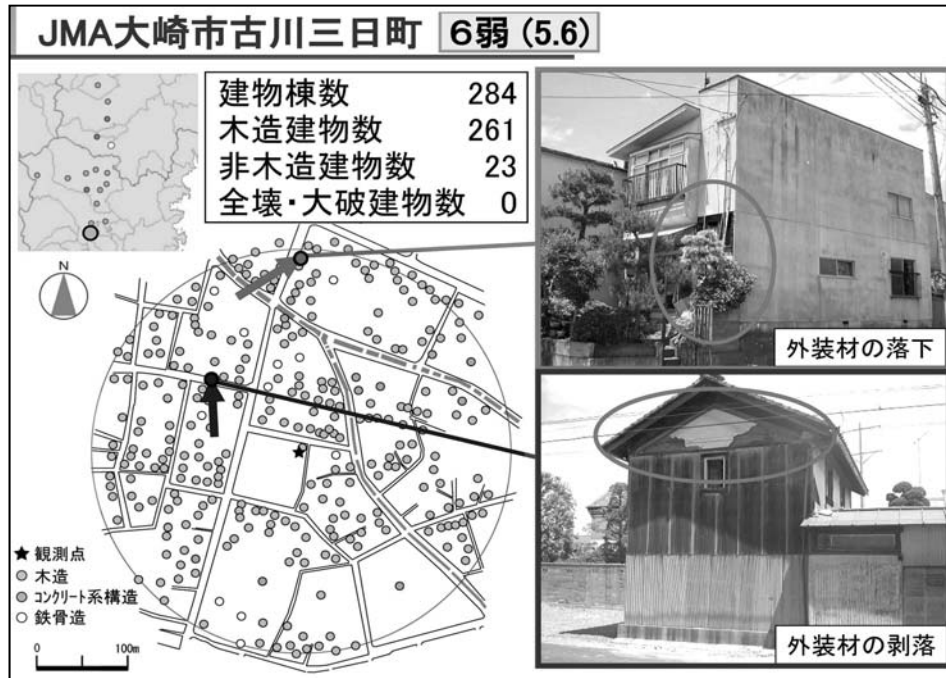 JMA大崎市古川三日町 6弱 (5.6)
建物棟数 284
木造建物数 261
非木造建物数 23
全壊・大破建物数 0
N
外装材の落下
外装材の剥落
★観測点
木造
コンクリート系構造
鉄骨造
0 100m